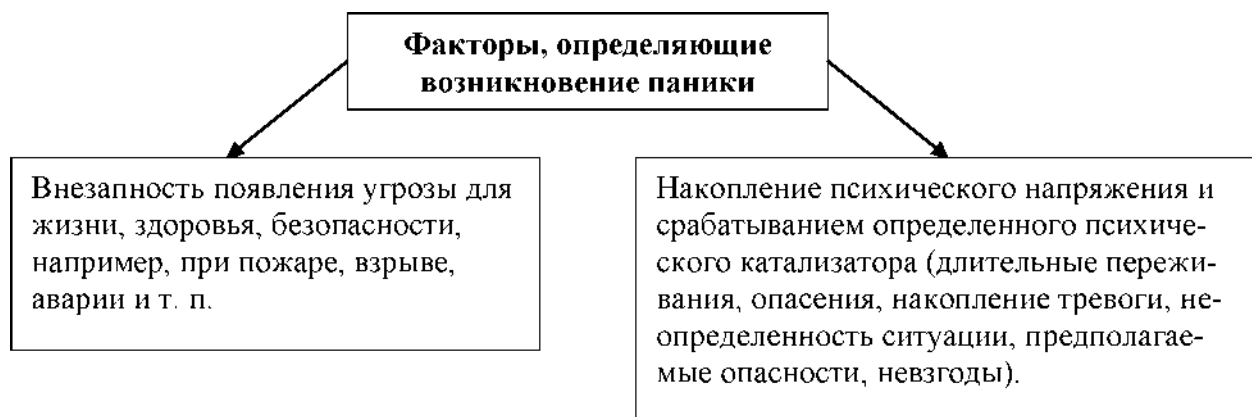 Факторы, определяющие
возникновение паники
Внезапность появления угрозы для
жизни, здоровья, безопасности,
например, при пожаре, взрыве,
аварии и т. п.
Накопление психического напряжения и
срабатыванием определенного психиче-
ского катализатора (длительные пережи-
вания, опасения, накопление тревоги, не-
определенность ситуации, предполагае-
мые опасности, невзгоды).